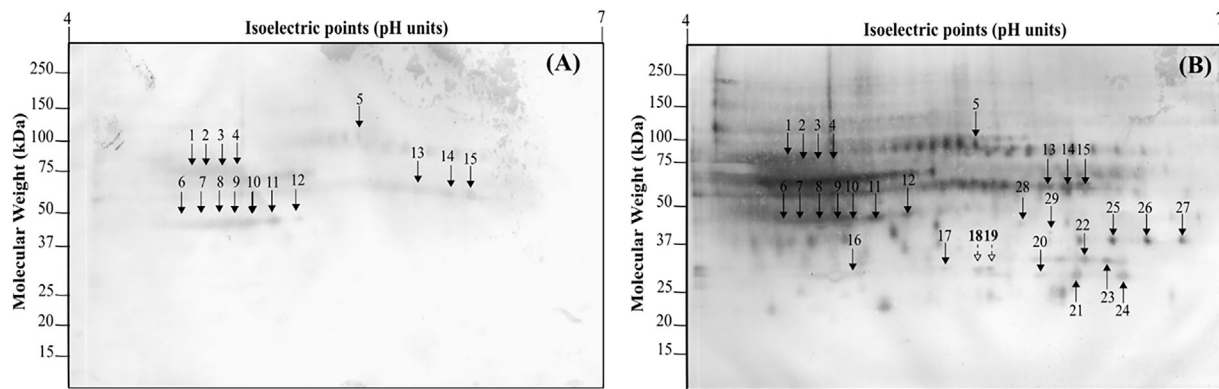 4 Isoelectric points (pH units) 7
(A)
Molecular Weight (kDa)
250
150
100
75
50
37
25
20
15
5
1 2 3 4
13 14 15
6 7 8 9 10 11 12
4 Isoelectric points (pH units) 7
(B)
Molecular Weight (kDa)
250
150
100
75
50
37
25
20
15
5
1 2 3 4
13 14 15
6 7 8 9 10 11 12 28
29
25 26 27
16 17 18 19 20 22
21 23 24